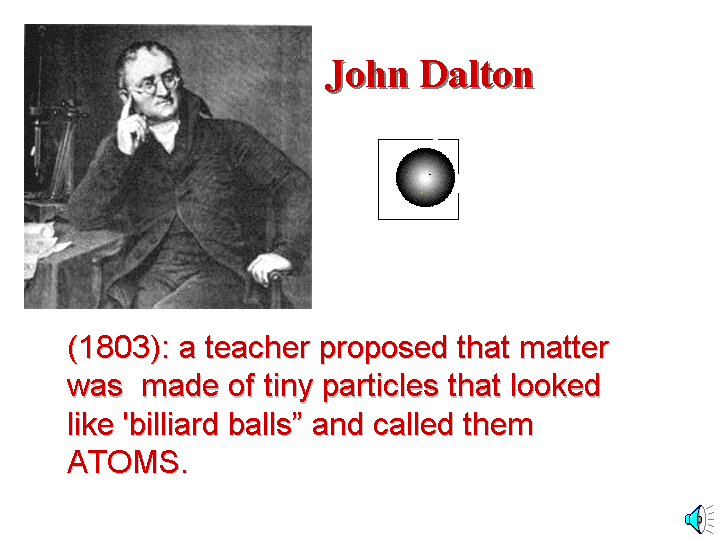 John Dalton
(1803): a teacher proposed that matter
was  made of tiny particles that looked
like 'billiard balls” and called them
ATOMS.